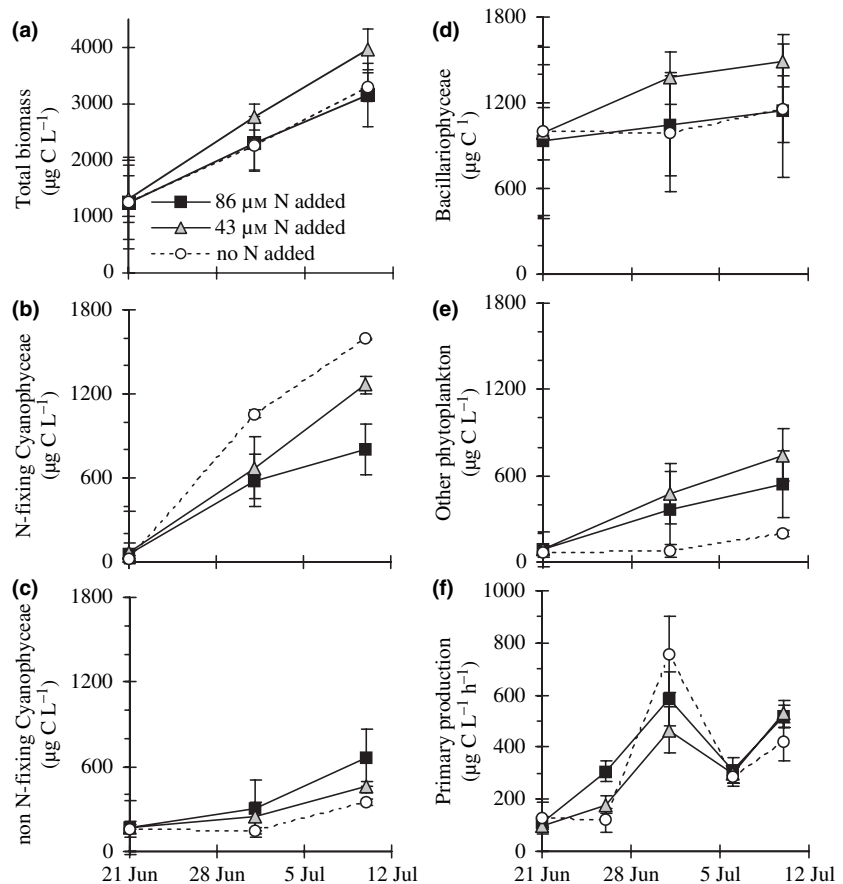 (a)
Total biomass
(µg C L⁻¹)
4000
3000
2000
1000
0
86 µM N added
43 µM N added
no N added
(b)
N-fixing Cyanophyceae
(µg C L⁻¹)
1800
1200
600
0
(c)
non N-fixing Cyanophyceae
(µg C L⁻¹)
1800
1200
600
0
21 Jun
28 Jun
5 Jul
12 Jul
(d)
Bacillariophyceae
(µg C ¹)
1800
1200
600
0
(e)
Other phytoplankton
(µg C L⁻¹)
1800
1200
600
0
(f)
Primary production
(µg C L⁻¹ h⁻¹)
1000
800
600
400
200
0
21 Jun
28 Jun
5 Jul
12 Jul